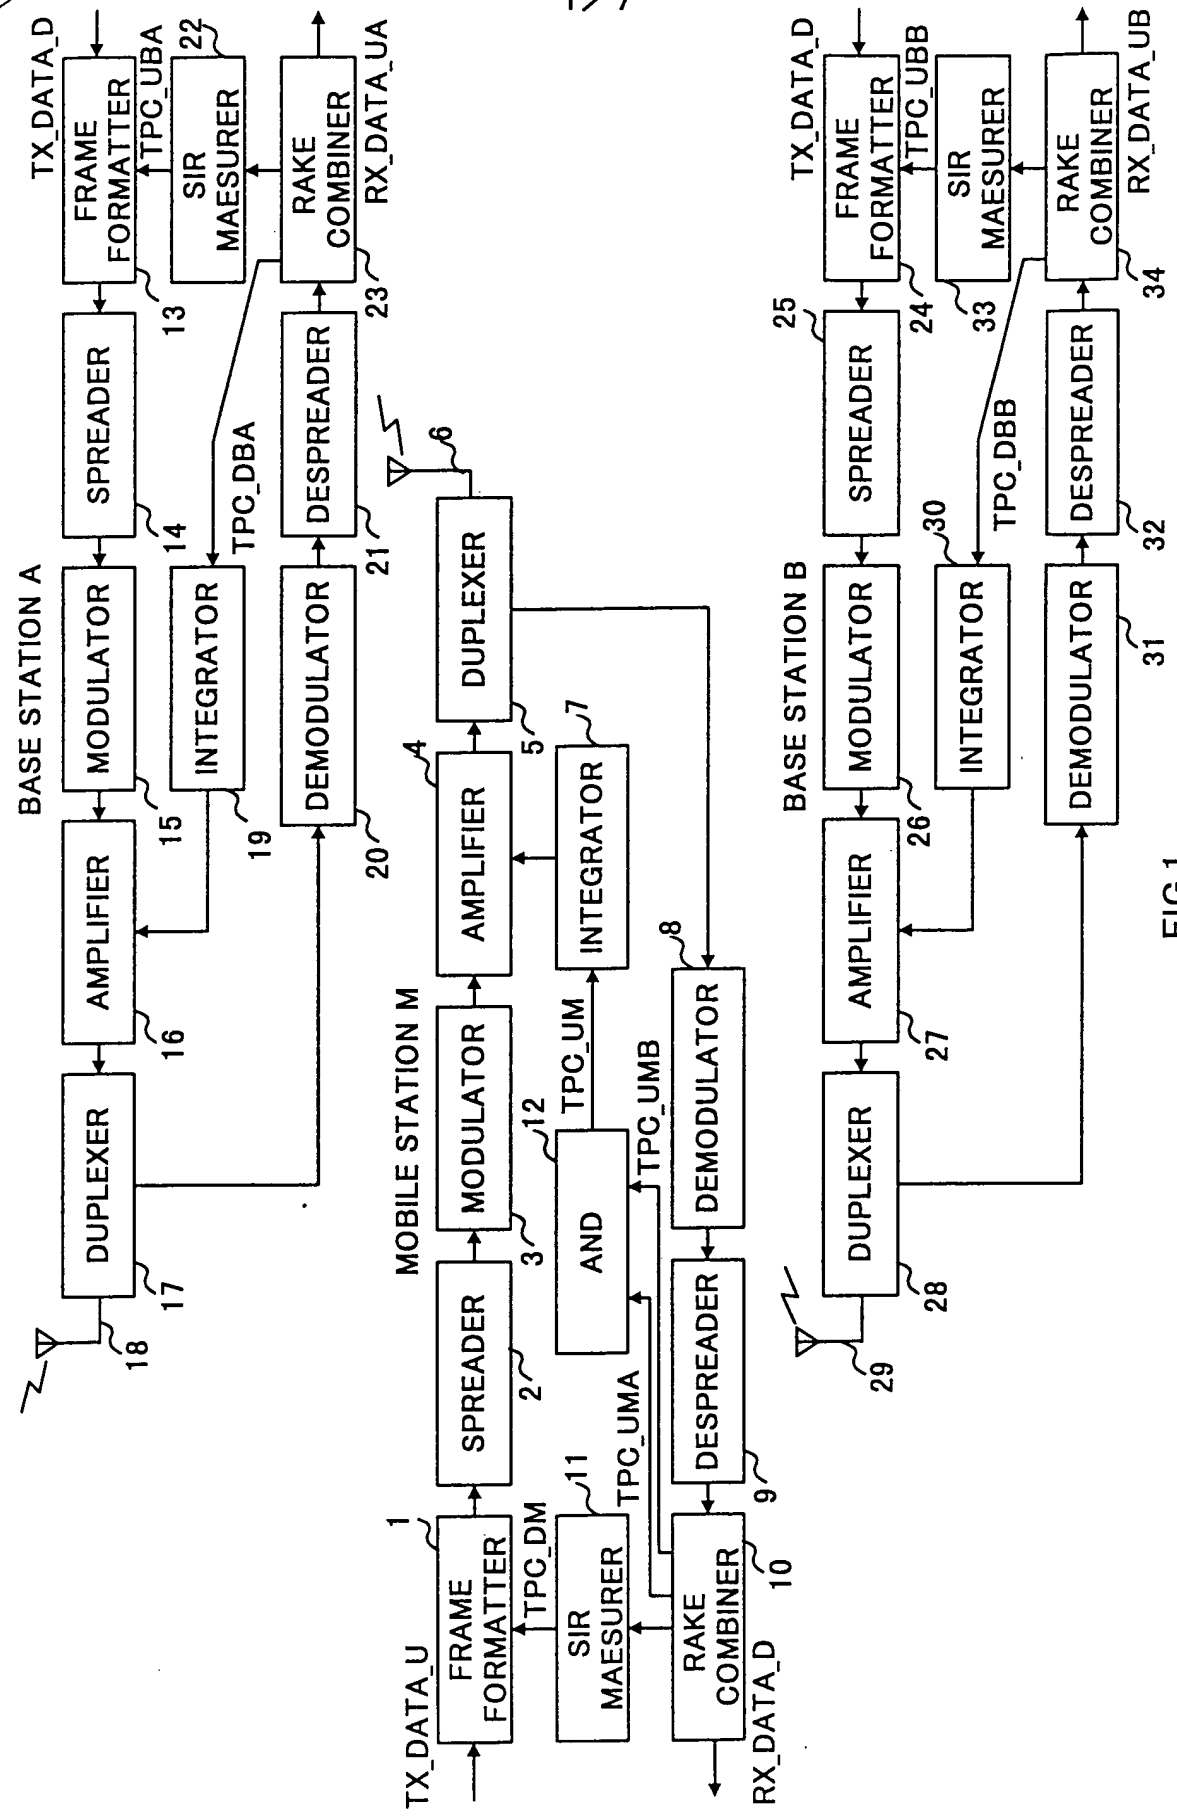 BASE STATION A
TX_DATA_D
FRAME
FORMATTER
13
SPREADER
14
MODULATOR
15
AMPLIFIER
16
DUPLEXER
17
18
TPC_UBA
22
SIR
MAESURER
INTEGRATOR
19
TPC_DBA
RAKE
COMBINER
23
RX_DATA_UA
DESPREADER
21
DEMODULATOR
20
MOBILE STATION M
TX_DATA_U
1
FRAME
FORMATTER
SPREADER
2
MODULATOR
3
4
AMPLIFIER
DUPLEXER
5
6
TPC_DM
11
SIR
MAESURER
12
AND
TPC_UM
7
INTEGRATOR
TPC_UMA
TPC_UMB
RX_DATA_D
RAKE
COMBINER
10
DESPREADER
9
8
DEMODULATOR
BASE STATION B
TX_DATA_D
FRAME
FORMATTER
24
25
SPREADER
MODULATOR
26
AMPLIFIER
27
DUPLEXER
28
29
TPC_UBB
SIR
MAESURER
33
30
INTEGRATOR
TPC_DBB
RAKE
COMBINER
34
RX_DATA_UB
DESPREADER
32
DEMODULATOR
31